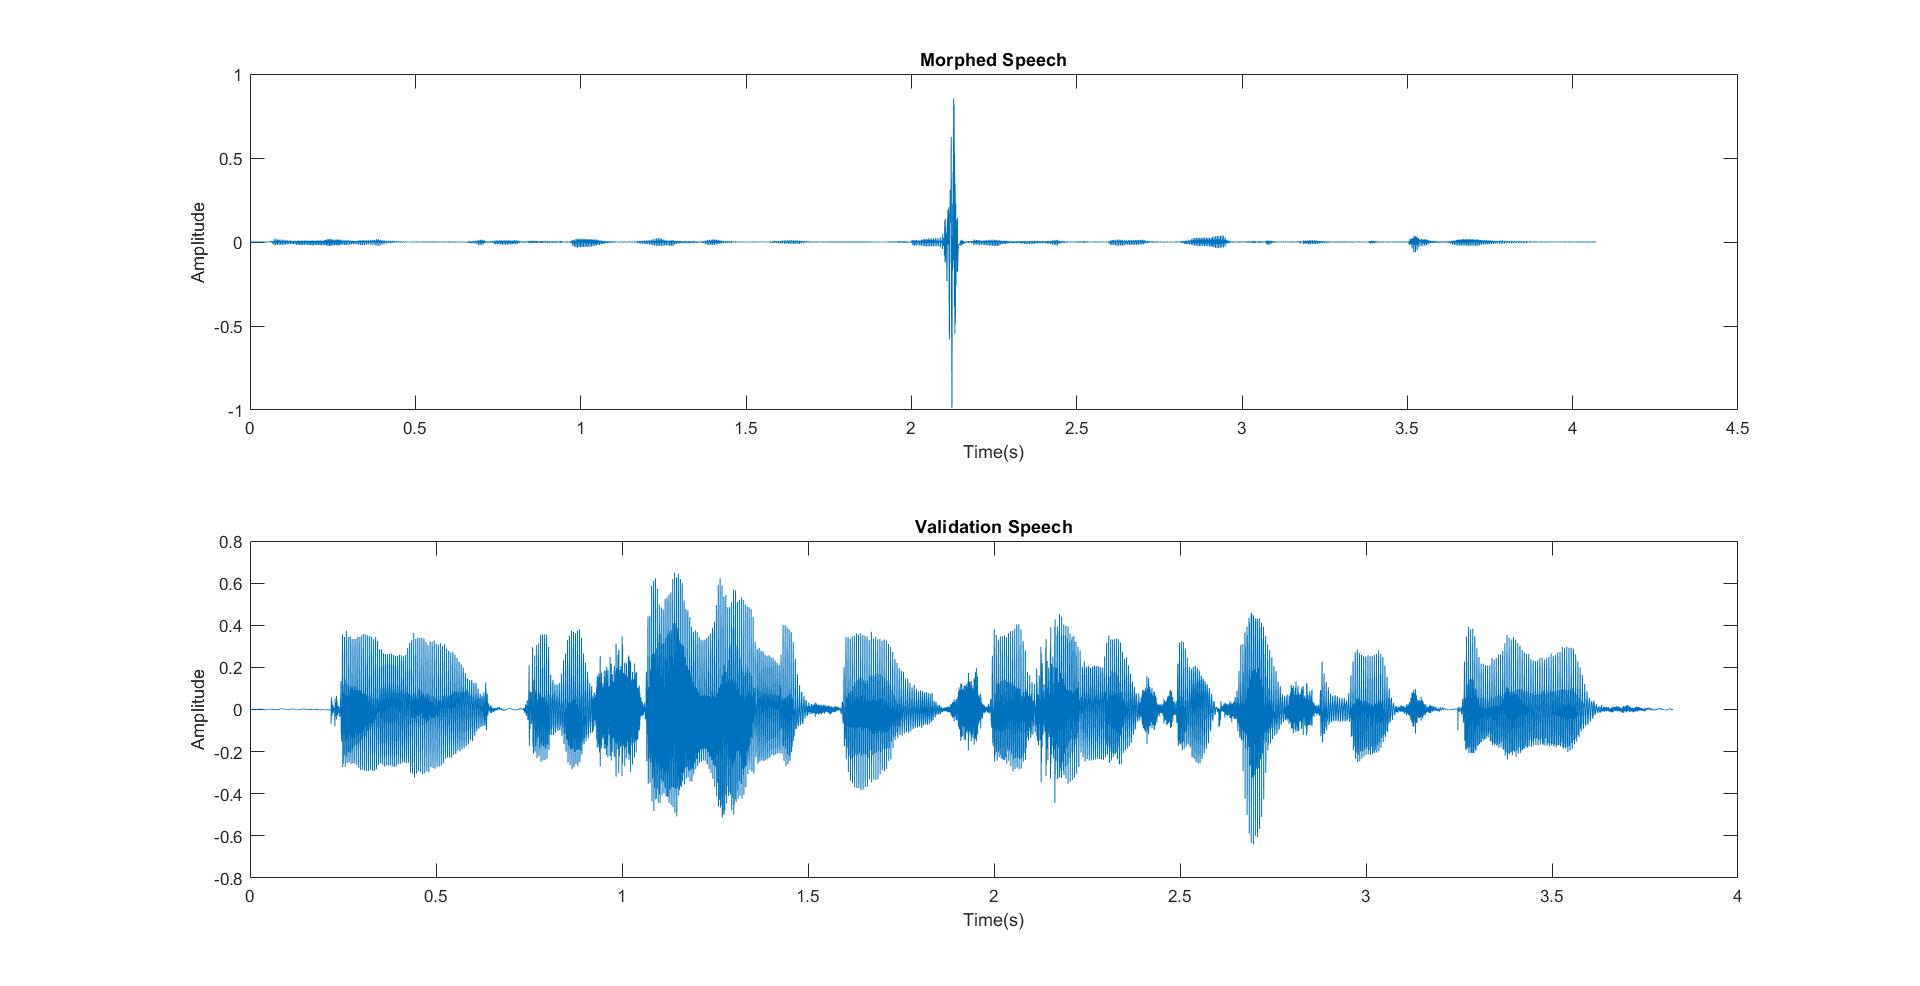 Morphed Speech
1
0.5
0
-0.5
-1
Amplitude
0 0.5 1 1.5 2 2.5 3 3.5 4 4.5
Time(s)
Validation Speech
0.8
0.6
0.4
0.2
0
-0.2
-0.4
-0.6
-0.8
Amplitude
0 0.5 1 1.5 2 2.5 3 3.5 4
Time(s)